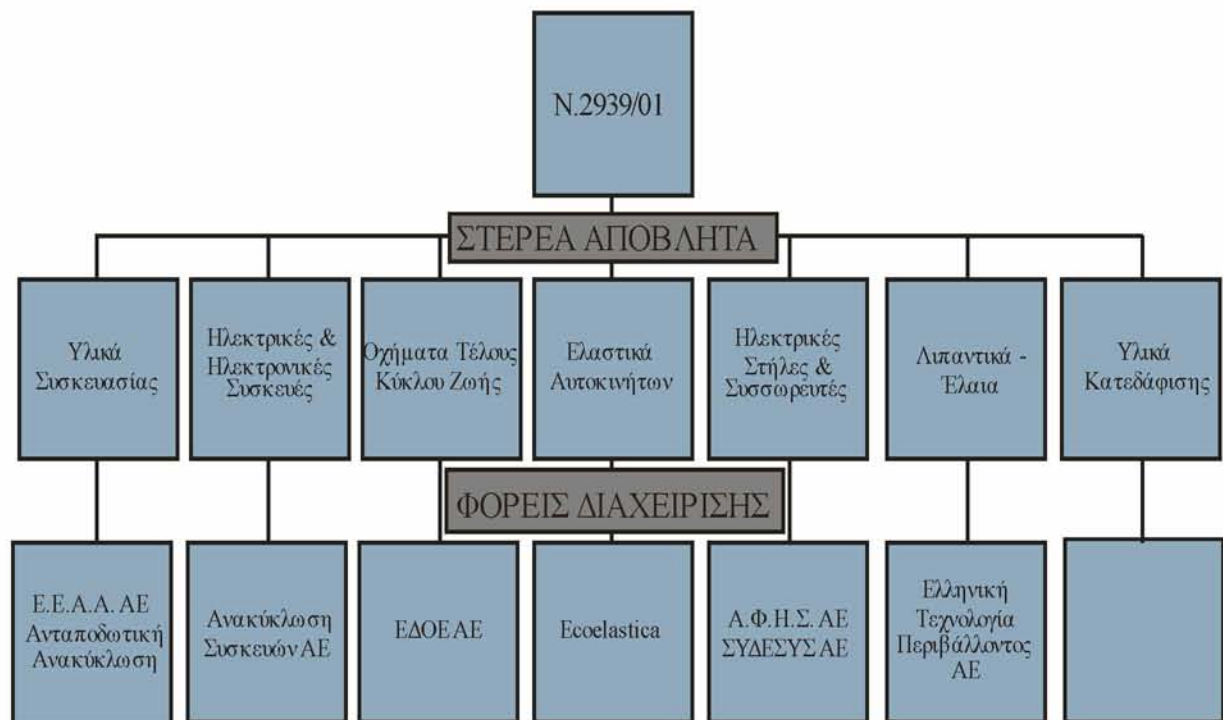 Ν.2939/01
ΣΤΕΡΕΑ ΑΠΟΒΛΗΤΑ
Υλικά
Συσκευασίας
Ηλεκτρικές &
Ηλεκτρονικές
Συσκευές
Οχήματα Τέλους
Κύκλου Ζωής
Ελαστικά
Αυτοκινήτων
Ηλεκτρικές
Στήλες &
Συσσωρευτές
Λιπαντικά -
Έλαια
Υλικά
Κατεδάφισης
ΦΟΡΕΙΣ ΔΙΑΧΕΙΡΙΣΗΣ
Ε.Ε.Α.Α. ΑΕ
Ανταποδωτική
Ανακύκλωση
Ανακύκλωση
Συσκευών ΑΕ
ΕΔΟΕ ΑΕ
Ecoelastica
Α.Φ.Η.Σ. ΑΕ
ΣΥΔΕΣΥΣ ΑΕ
Ελληνική
Τεχνολογία
Περιβάλλοντος
ΑΕ